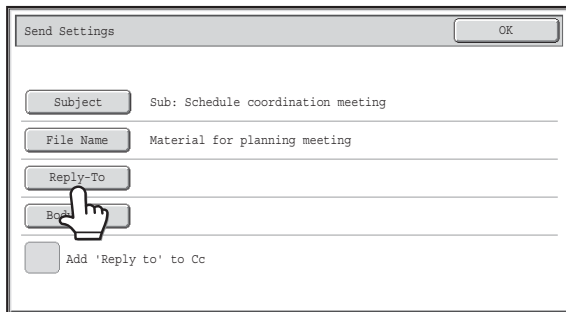 Send Settings
OK
Subject
Sub: Schedule coordination meeting
File Name
Material for planning meeting
Reply-To
Add 'Reply to' to Cc